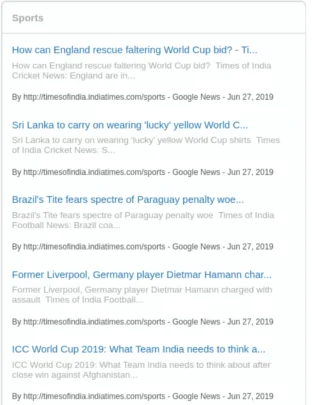 Sports
How can England rescue faltering World Cup bid? - Ti...
How can England rescue faltering World Cup bid?  Times of India
Cricket News: England are in...
By http://timesofindia.indiatimes.com/sports - Google News - Jun 27, 2019
Sri Lanka to carry on wearing 'lucky' yellow World C...
Sri Lanka to carry on wearing 'lucky' yellow World Cup shirts  Times
of India Cricket News: S...
By http://timesofindia.indiatimes.com/sports - Google News - Jun 27, 2019
Brazil's Tite fears spectre of Paraguay penalty woe...
Brazil's Tite fears spectre of Paraguay penalty woe  Times of India
Football News: Brazil coa...
By http://timesofindia.indiatimes.com/sports - Google News - Jun 27, 2019
Former Liverpool, Germany player Dietmar Hamann char...
Former Liverpool, Germany player Dietmar Hamann charged with
assault  Times of India Football...
By http://timesofindia.indiatimes.com/sports - Google News - Jun 27, 2019
ICC World Cup 2019: What Team India needs to think a...
ICC World Cup 2019: What Team India needs to think about after
close win against Afghanistan...
By http://timesofindia.indiatimes.com/sports - Google News - Jun 27, 2019